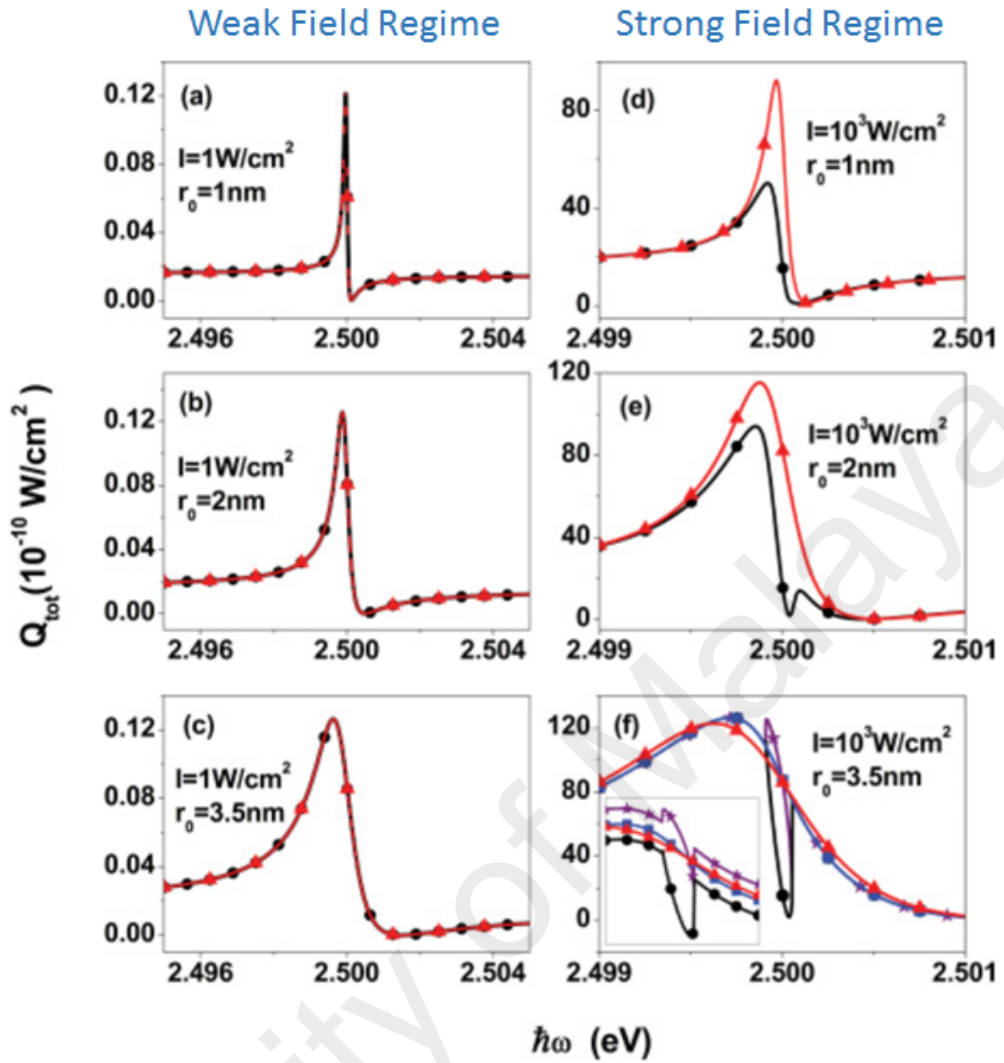 Weak Field Regime
Strong Field Regime
Q_tot(10⁻¹⁰ W/cm²)
(a)
I=1W/cm²
r₀=1nm
0.12
0.08
0.04
0.00
2.496
2.500
2.504
(d)
I=10³W/cm²
r₀=1nm
80
40
0
2.499
2.500
2.501
(b)
I=1W/cm²
r₀=2nm
0.12
0.08
0.04
0.00
2.496
2.500
2.504
(e)
I=10³W/cm²
r₀=2nm
120
80
40
0
2.499
2.500
2.501
(c)
I=1W/cm²
r₀=3.5nm
0.12
0.08
0.04
0.00
2.496
2.500
2.504
(f)
I=10³W/cm²
r₀=3.5nm
120
80
40
0
2.499
2.500
2.501
ħω (eV)
ity of Malaya